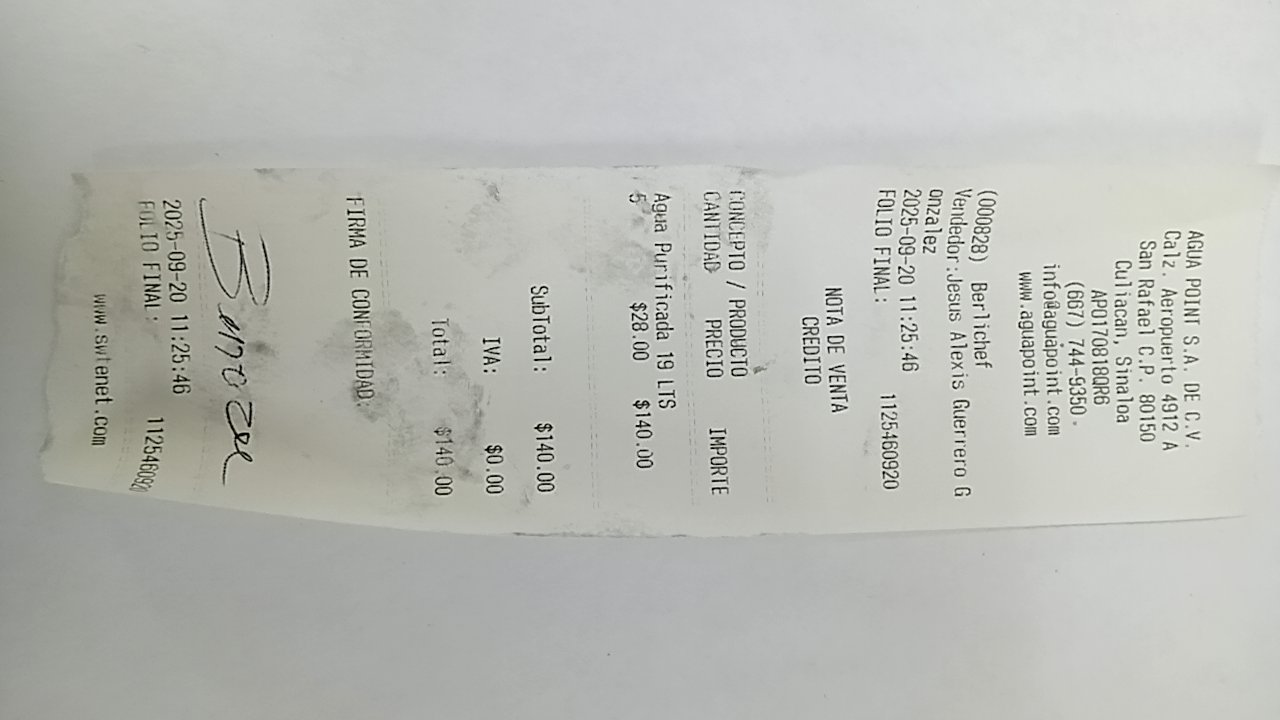 AGUA POINT S.A. DE C.V.
Calz. Aeropuerto 4912 A
San Rafael C.P. 80150
Culiacan, Sinaloa
APO170818QR6
(667) 744-9350 .
info@aguapoint.com
www.aguapoint.com
(000828) Berlichef
Vendedor:Jesus Alexis Guerrero G
onzalez
2025-09-20 11:25:46
FOLIO FINAL: 1125460920
NOTA DE VENTA
CREDITO
CONCEPTO / PRODUCTO
CANTIDAD PRECIO IMPORTE
Agua Purificada 19 LTS
5 $28.00 $140.00
SubTotal: $140.00
IVA: $0.00
Total: $140.00
FIRMA DE CONFORMIDAD
2025-09-20 11:25:46
FOLIO FINAL: 1125460920
www.swtenet.com